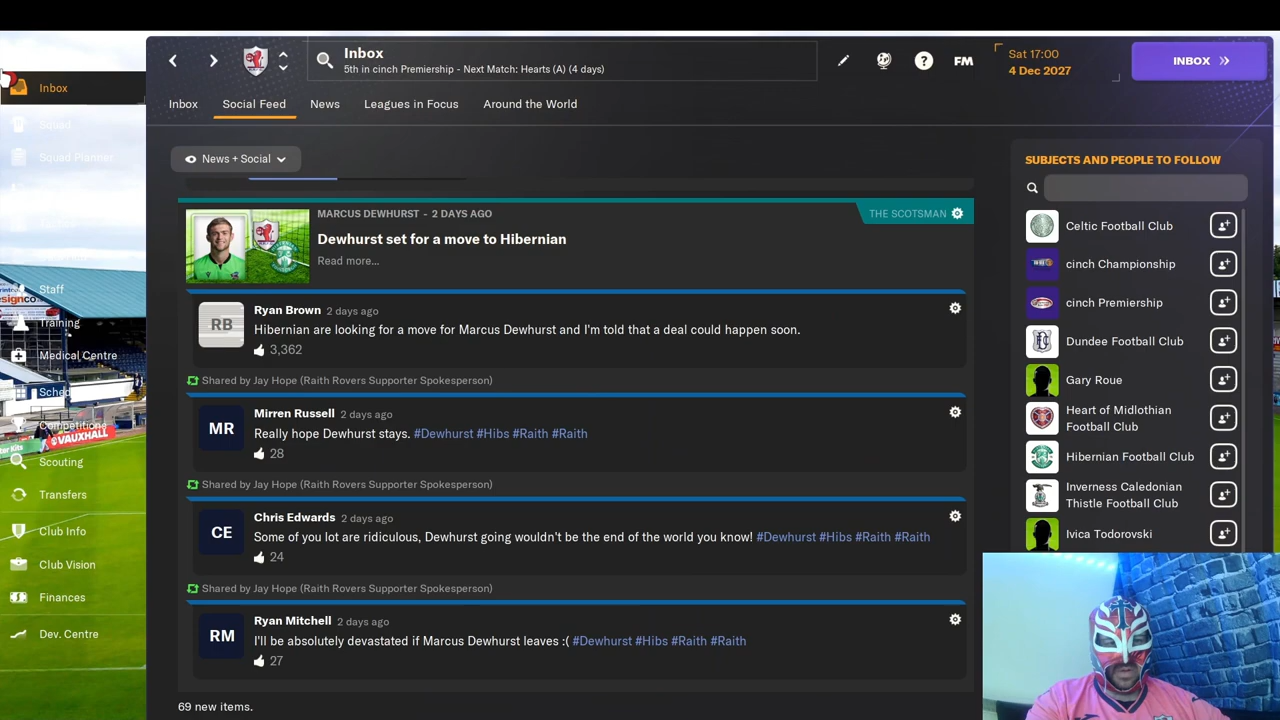 Inbox
5th in cinch Premiership - Next Match: Hearts (A) (4 days)
FM
Sat 17:00
4 Dec 2027
INBOX
Inbox
Social Feed
News
Leagues in Focus
Around the World
Inbox
Squad
Squad Planner
Staff
Training
Medical Centre
Sched
Competitions
Scouting
Transfers
Club Info
Club Vision
Finances
Dev. Centre
VAUXHALL
News + Social
MARCUS DEWHURST - 2 DAYS AGO
THE SCOTSMAN
Dewhurst set for a move to Hibernian
Read more...
RB
Ryan Brown 2 days ago
Hibernian are looking for a move for Marcus Dewhurst and I'm told that a deal could happen soon.
3,362
Shared by Jay Hope (Raith Rovers Supporter Spokesperson)
MR
Mirren Russell 2 days ago
Really hope Dewhurst stays. #Dewhurst #Hibs #Raith #Raith
28
Shared by Jay Hope (Raith Rovers Supporter Spokesperson)
CE
Chris Edwards 2 days ago
Some of you lot are ridiculous, Dewhurst going wouldn't be the end of the world you know! #Dewhurst #Hibs #Raith #Raith
24
Shared by Jay Hope (Raith Rovers Supporter Spokesperson)
RM
Ryan Mitchell 2 days ago
I'll be absolutely devastated if Marcus Dewhurst leaves :( #Dewhurst #Hibs #Raith #Raith
27
69 new items.
SUBJECTS AND PEOPLE TO FOLLOW
Celtic Football Club
cinch Championship
cinch Premiership
Dundee Football Club
Gary Roue
Heart of Midlothian
Football Club
Hibernian Football Club
Inverness Caledonian
Thistle Football Club
Ivica Todorovski